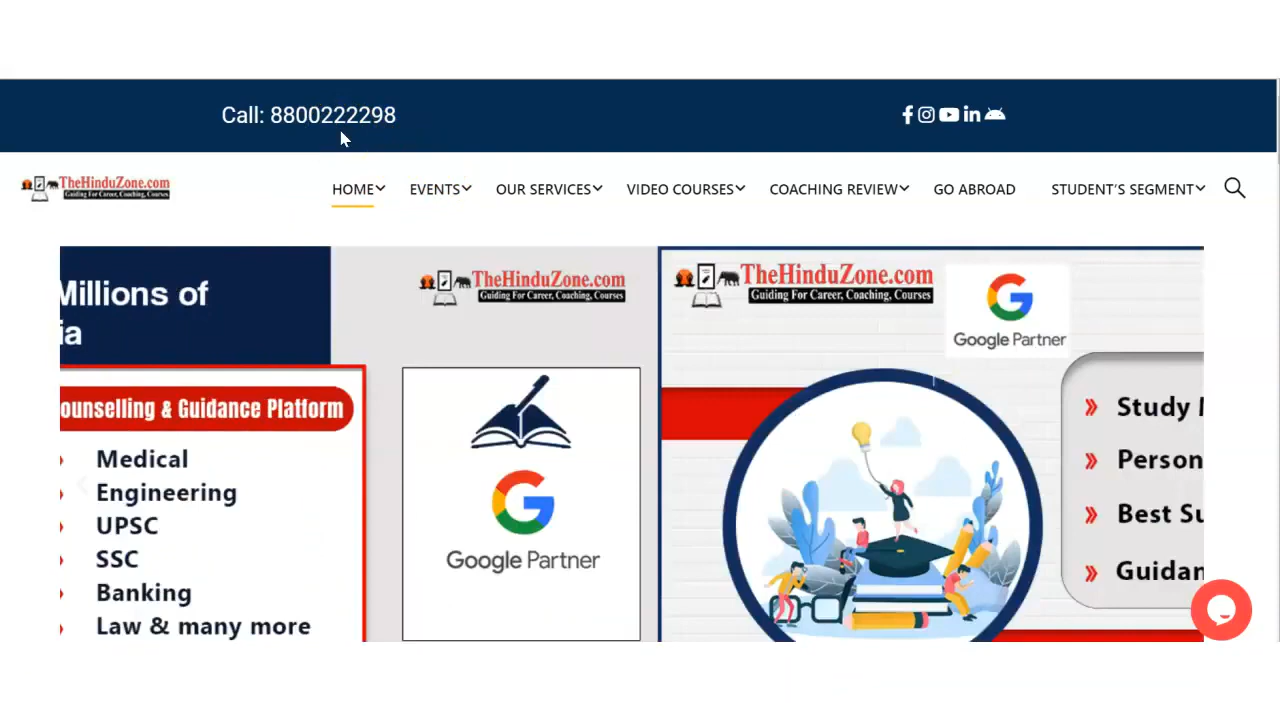 Call: 8800222298
TheHinduZone.com
Guiding For Career, Coaching, Courses
HOME
EVENTS
OUR SERVICES
VIDEO COURSES
COACHING REVIEW
GO ABROAD
STUDENT'S SEGMENT
Millions of
ia
ounselling & Guidance Platform
Medical
Engineering
UPSC
SSC
Banking
Law & many more
TheHinduZone.com
Guiding For Career, Coaching, Courses
Google Partner
TheHinduZone.com
Guiding For Career, Coaching, Courses
Google Partner
Study
Person
Best Su
Guidan